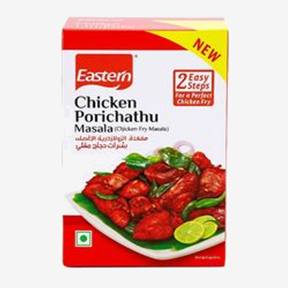 NEW
Eastern
2 Easy
Steps
For a Perfect
Chicken Fry
Chicken
Porichathu
Masala (Chicken Fry Masala)